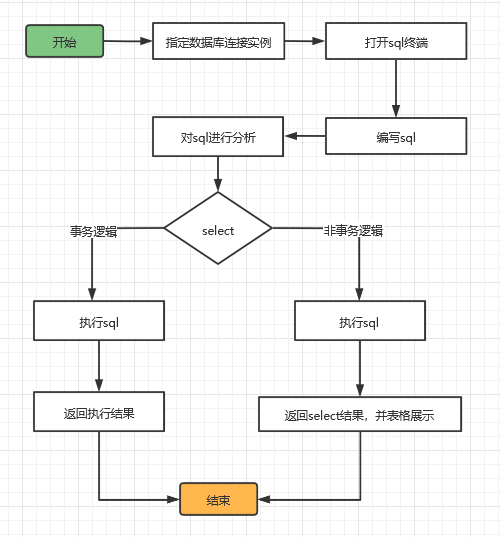 开始
指定数据库连接实例
打开sql终端
对sql进行分析
编写sql
select
事务逻辑
非事务逻辑
执行sql
执行sql
返回执行结果
返回select结果，并表格展示
结束